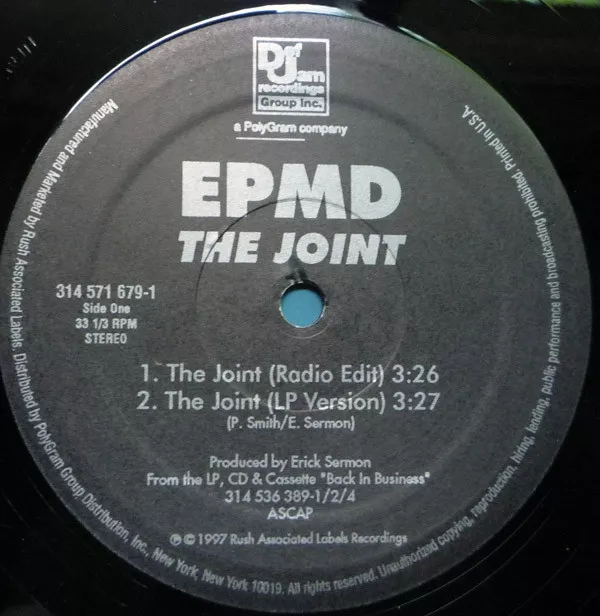 Def Jam
recordings
Group Inc.
a PolyGram company
EPMD
THE JOINT
314 571 679-1
Side One
33 1/3 RPM
STEREO
1. The Joint (Radio Edit) 3:26
2. The Joint (LP Version) 3:27
(P. Smith/E. Sermon)
Produced by Erick Sermon
From the LP, CD & Cassette "Back In Business"
314 536 389-1/2/4
ASCAP
℗ © 1997 Rush Associated Labels Recordings
Manufactured and Marketed by Rush Associated Labels. Distributed by PolyGram Group Distribution, Inc., New York, New York 10019. All rights reserved. Unauthorized copying, reproduction, hiring, lending, public performance and broadcasting prohibited. Printed in U.S.A.